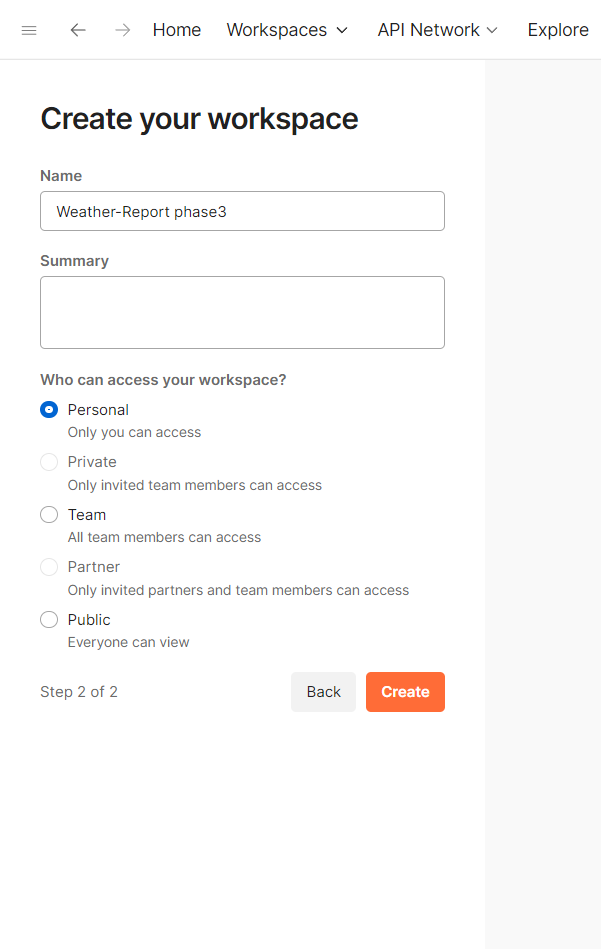 Home Workspaces API Network Explore
Create your workspace
Name
Weather-Report phase3
Summary
Who can access your workspace?
Personal
Only you can access
Private
Only invited team members can access
Team
All team members can access
Partner
Only invited partners and team members can access
Public
Everyone can view
Step 2 of 2 Back Create